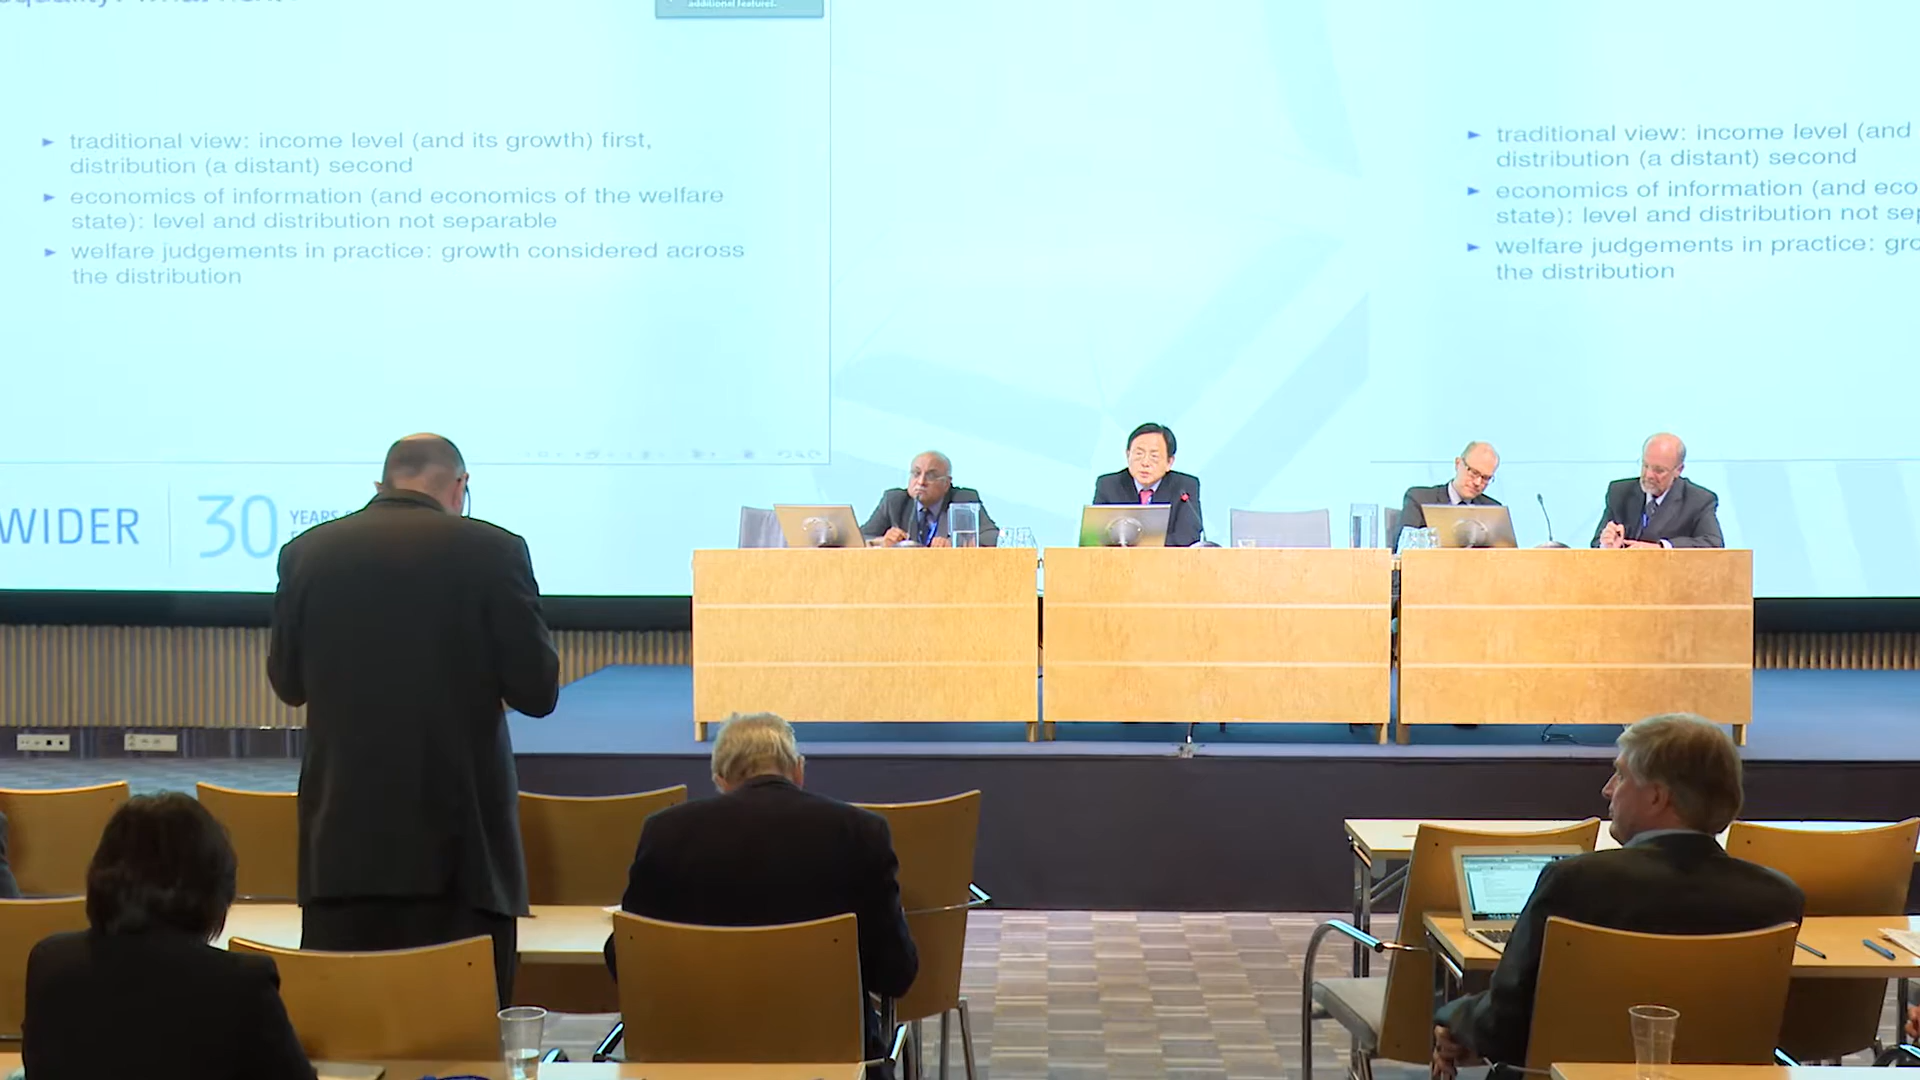 additional features.
traditional view: income level (and its growth) first,
distribution (a distant) second
economics of information (and economics of the welfare
state): level and distribution not separable
welfare judgements in practice: growth considered across
the distribution
WIDER
30
YEARS
traditional view: income level (and
distribution (a distant) second
economics of information (and eco
state): level and distribution not sep
welfare judgements in practice: gro
the distribution